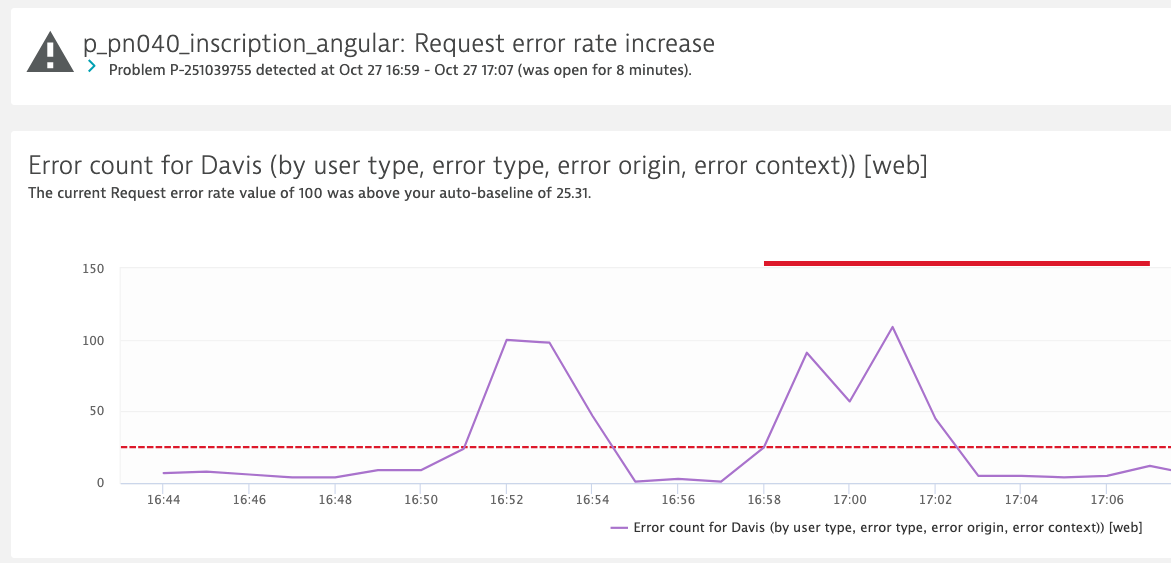 p_pn040_inscription_angular: Request error rate increase
Problem P-251039755 detected at Oct 27 16:59 - Oct 27 17:07 (was open for 8 minutes).
Error count for Davis (by user type, error type, error origin, error context)) [web]
The current Request error rate value of 100 was above your auto-baseline of 25.31.
150
100
50
0
16:44 16:46 16:48 16:50 16:52 16:54 16:56 16:58 17:00 17:02 17:04 17:06
Error count for Davis (by user type, error type, error origin, error context)) [web]